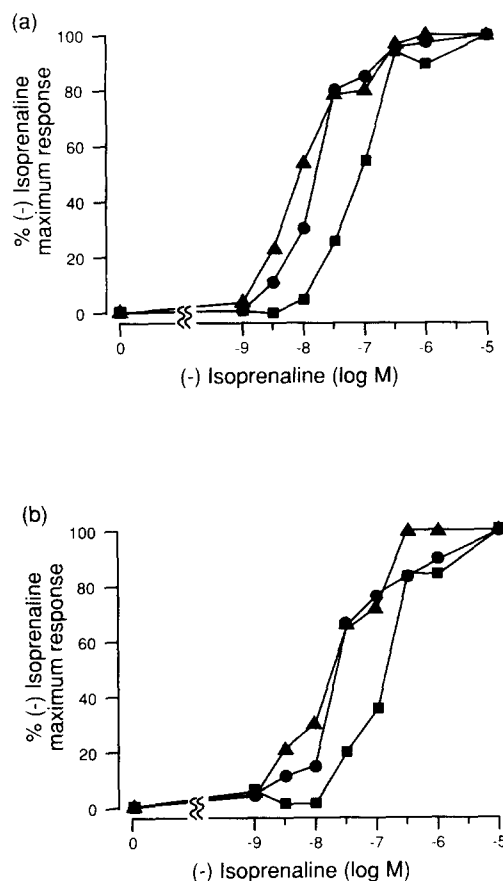 (a)
% (-) Isoprenaline
maximum response
100
80
60
40
20
0
0 -9 -8 -7 -6 -5
(-) Isoprenaline (log M)
(b)
% (-) Isoprenaline
maximum response
100
80
60
40
20
0
0 -9 -8 -7 -6 -5
(-) Isoprenaline (log M)